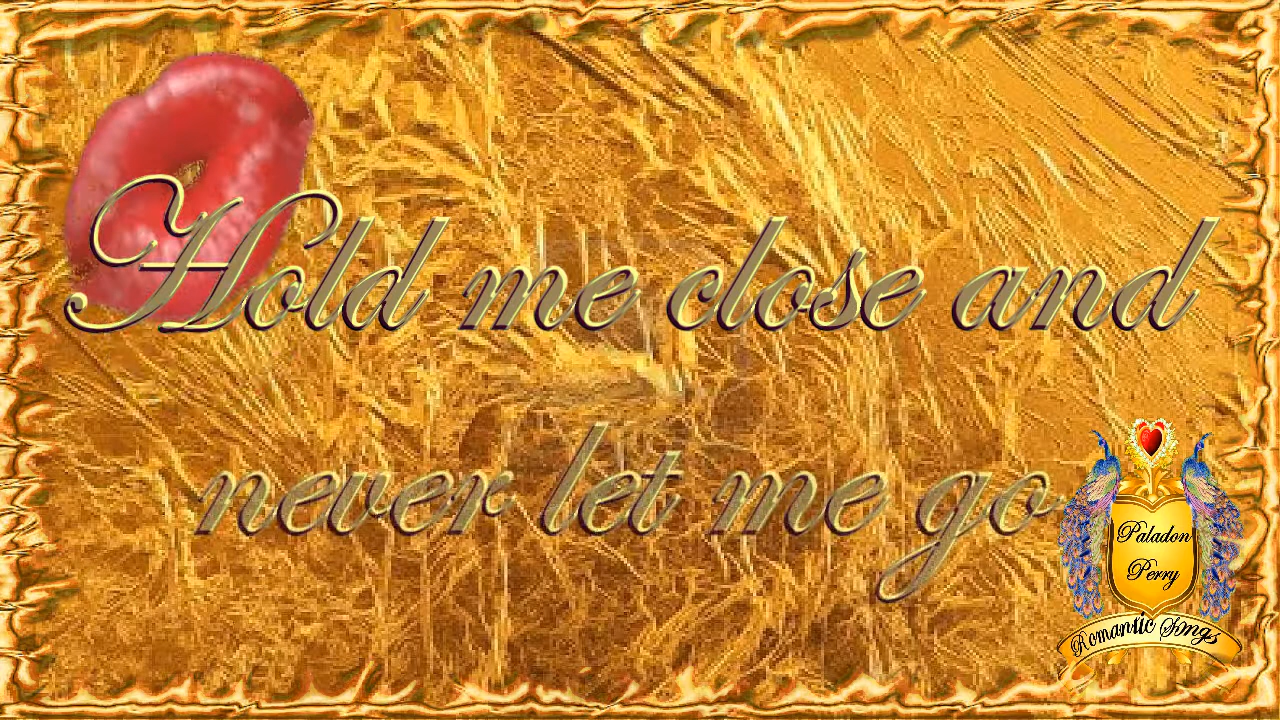 Hold me close and
never let me go
Paladon
Perry
Romantic Songs